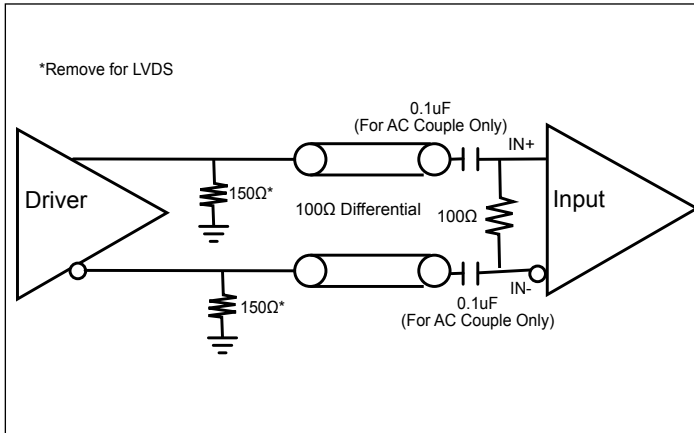 *Remove for LVDS
0.1uF
(For AC Couple Only)
IN+
Driver
150Ω*
100Ω Differential
100Ω
Input
IN-
150Ω*
0.1uF
(For AC Couple Only)